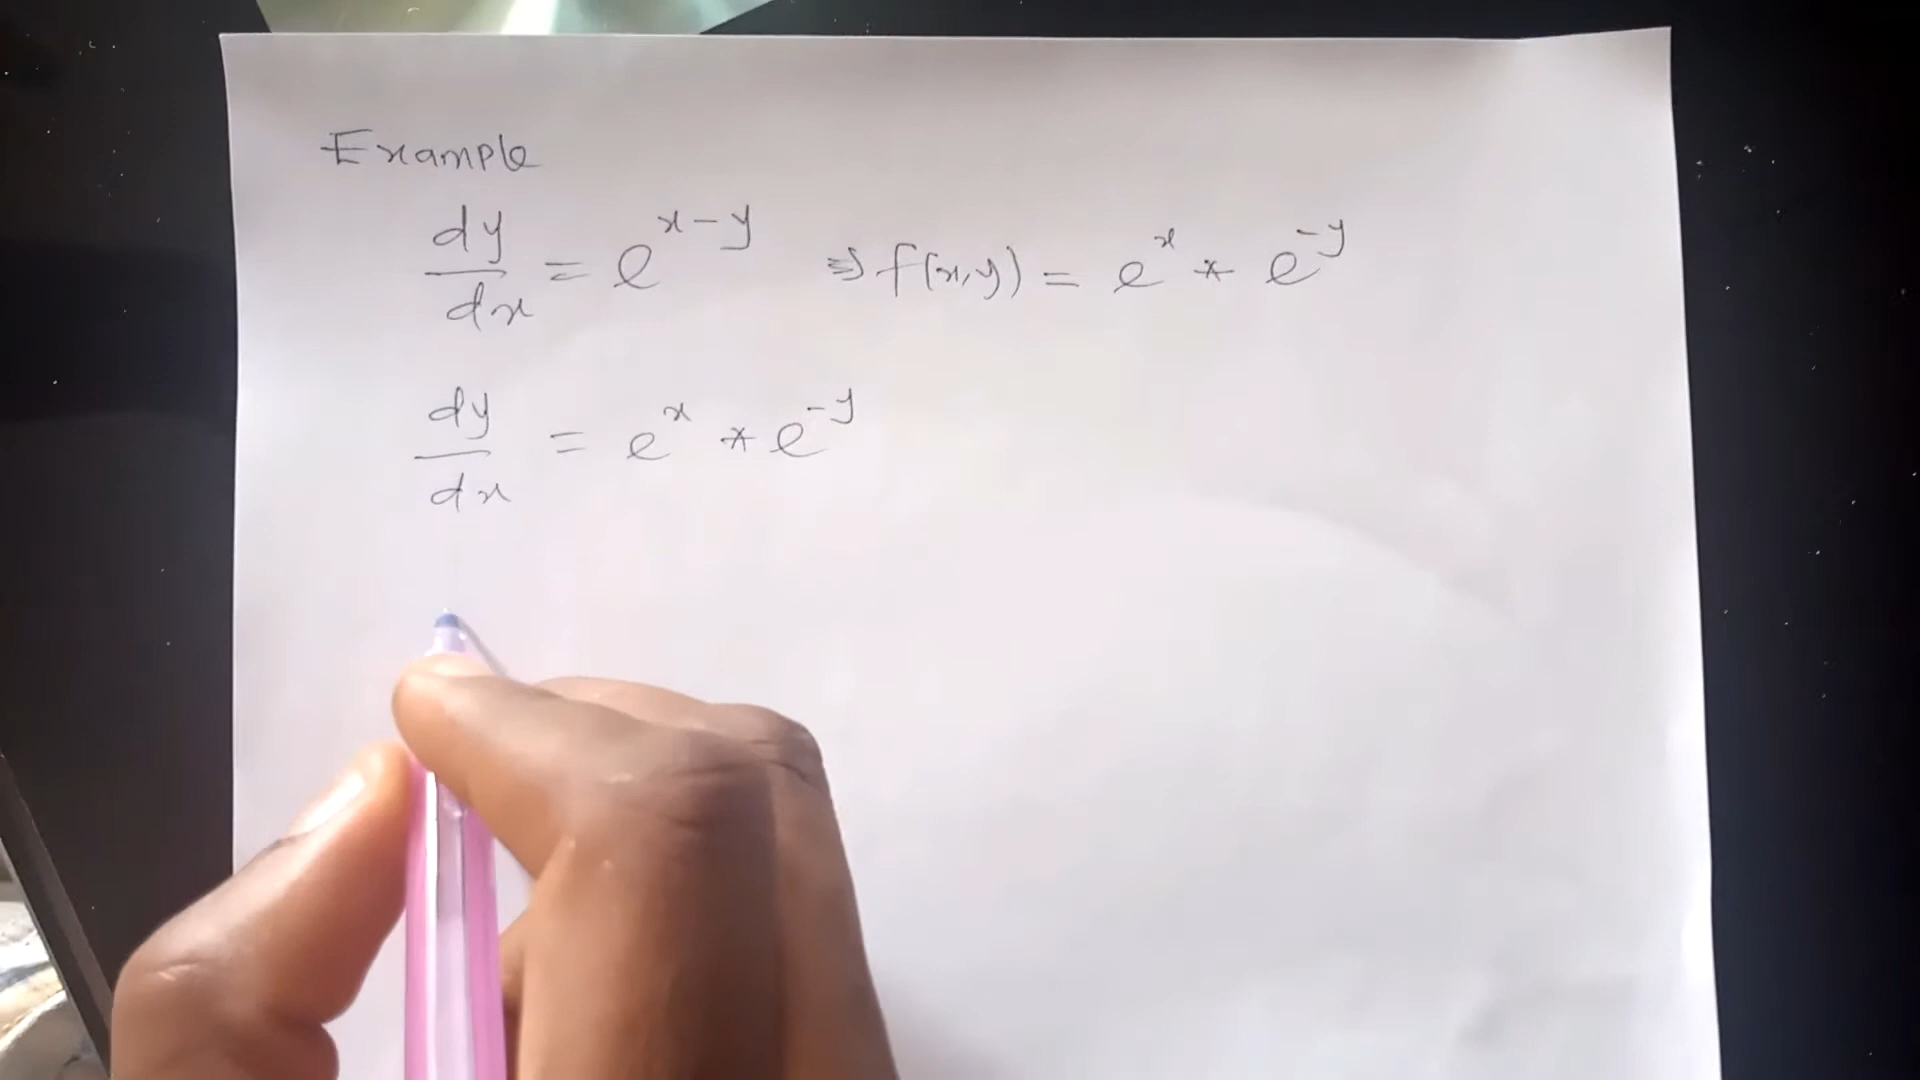 Example
dy/dx = e^{x-y} ⇒ f(x,y) = e^x * e^{-y}
dy/dx = e^x * e^{-y}